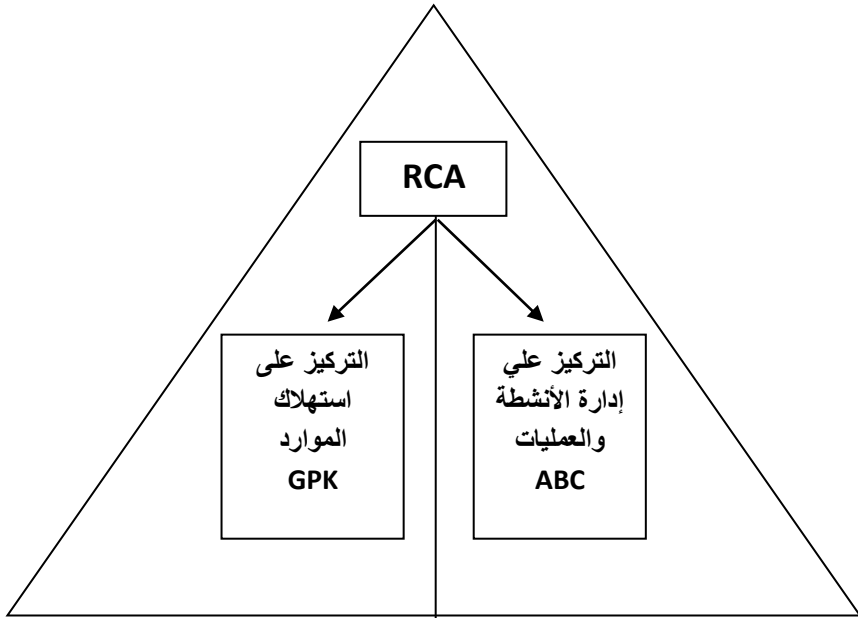 RCA
التركيز علي
إدارة الأنشطة
والعمليات
ABC
التركيز على
استهلاك
الموارد
GPK